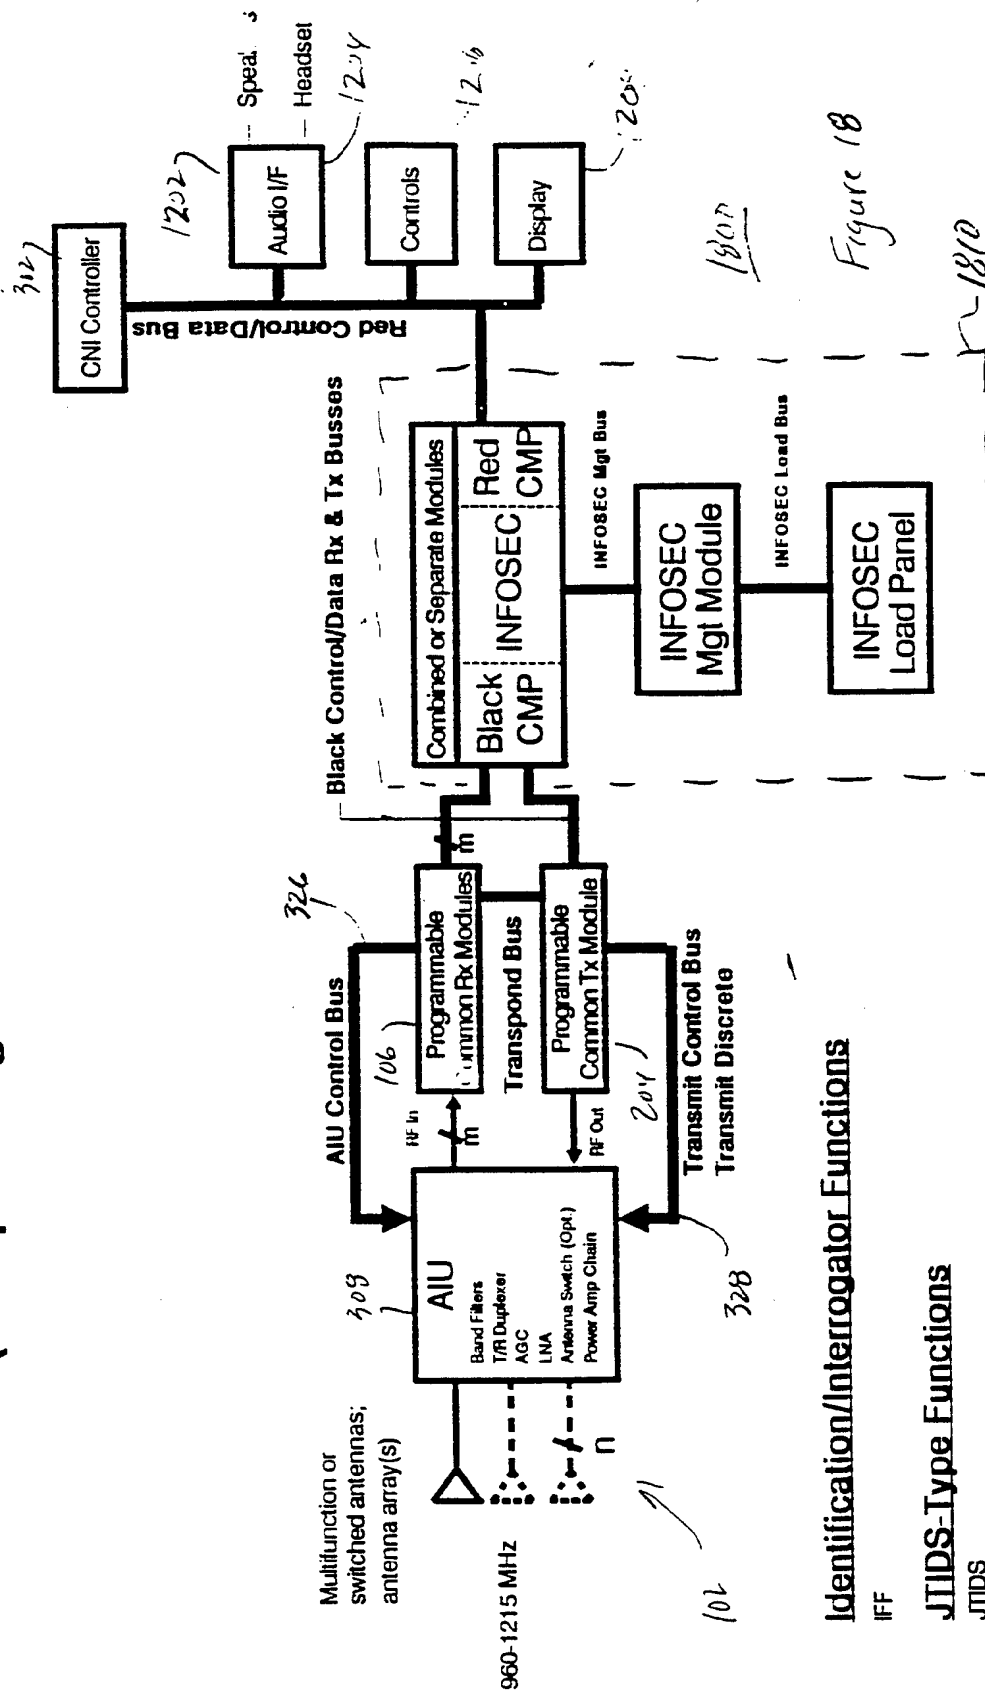 312
CNI Controller
1202
Audio I/F
Headset
1204
Controls
Display
Red Control/Data Bus
1800
Figure 18
1810
Black Control/Data Rx & Tx Busses
Combined or Separate Modules
Black CMP
INFOSEC
Red CMP
INFOSEC Mgt Bus
INFOSEC
Mgt Module
INFOSEC Load Bus
INFOSEC
Load Panel
326
AIU Control Bus
106
Programmable
Common Rx Modules
m
Transpond Bus
Programmable
Common Tx Module
204
Transmit Control Bus
Transmit Discrete
RF In
m
RF Out
308
AIU
Band Filters
T/R Duplexer
AGC
LNA
Antenna Switch (Opt.)
Power Amp Chain
328
Multifunction or
switched antennas;
antenna array(s)
960-1215 MHz
n
102
Identification/Interrogator Functions
IFF
JTIDS-Type Functions
JTIDS